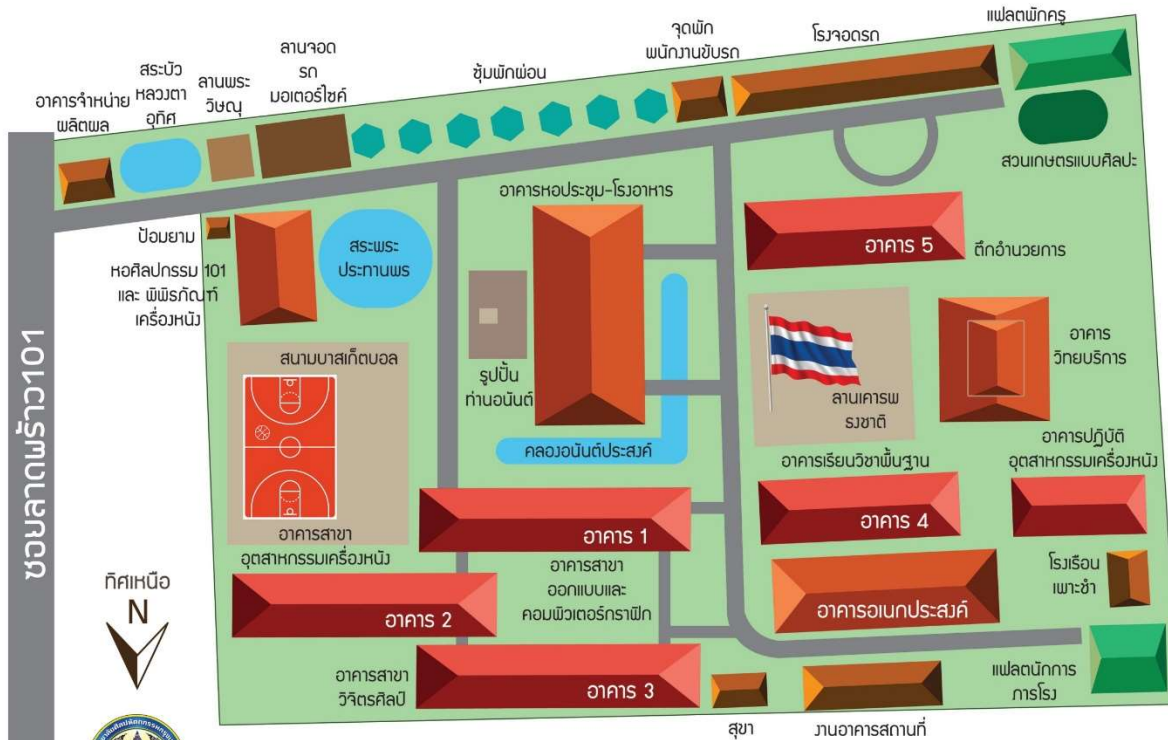 แฟลตพักครู
โรงจอดรถ
จุดพัก
พนักงานขับรถ
ซุ้มพักผ่อน
ลานจอด
รถ
มอเตอร์ไซค์
ลานพระ
วิษณุ
สระบัว
หลวงตา
อุทิศ
อาคารจำหน่าย
ผลิตผล
สวนเกษตรแบบศิลปะ
ป้อมยาม
หอศิลปกรรม 101
และ พิพิธภัณฑ์
เครื่องหนัง
สระพระ
ประทานพร
อาคารหอประชุม-โรงอาหาร
อาคาร 5
ตึกอำนวยการ
ซอยลาดพร้าว101
สนามบาสเก็ตบอล
รูปปั้น
ท่านอนันต์
ลานเคารพ
ธงชาติ
อาคาร
วิทยบริการ
คลองอนันต์ประสงค์
อาคารเรียนวิชาพื้นฐาน
อาคารปฏิบัติ
อุตสาหกรรมเครื่องหนัง
อาคาร 1
อาคาร 4
อาคารสาขา
อุตสาหกรรมเครื่องหนัง
อาคารสาขา
ออกแบบและ
คอมพิวเตอร์กราฟิก
โรงเรือน
เพาะชำ
ทิศเหนือ
N
อาคาร 2
อาคารอเนกประสงค์
อาคารสาขา
วิจิตรศิลป์
อาคาร 3
แฟลตนักการ
ภารโรง
สุขา
งานอาคารสถานที่